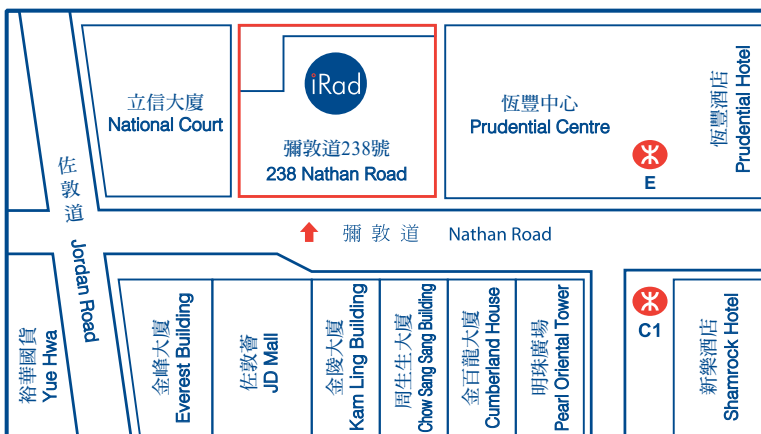 立信大廈
National Court
iRad
彌敦道238號
238 Nathan Road
恆豐中心
Prudential Centre
恆豐酒店
Prudential Hotel
E
佐敦道 Jordan Road
彌敦道 Nathan Road
裕華國貨
Yue Hwa
金峰大廈
Everest Building
佐敦薈
JD Mall
金陵大廈
Kam Ling Building
周生生大廈
Chow Sang Sang Building
金百龍大廈
Cumberland House
明珠廣場
Pearl Oriental Tower
C1
新樂酒店
Shamrock Hotel